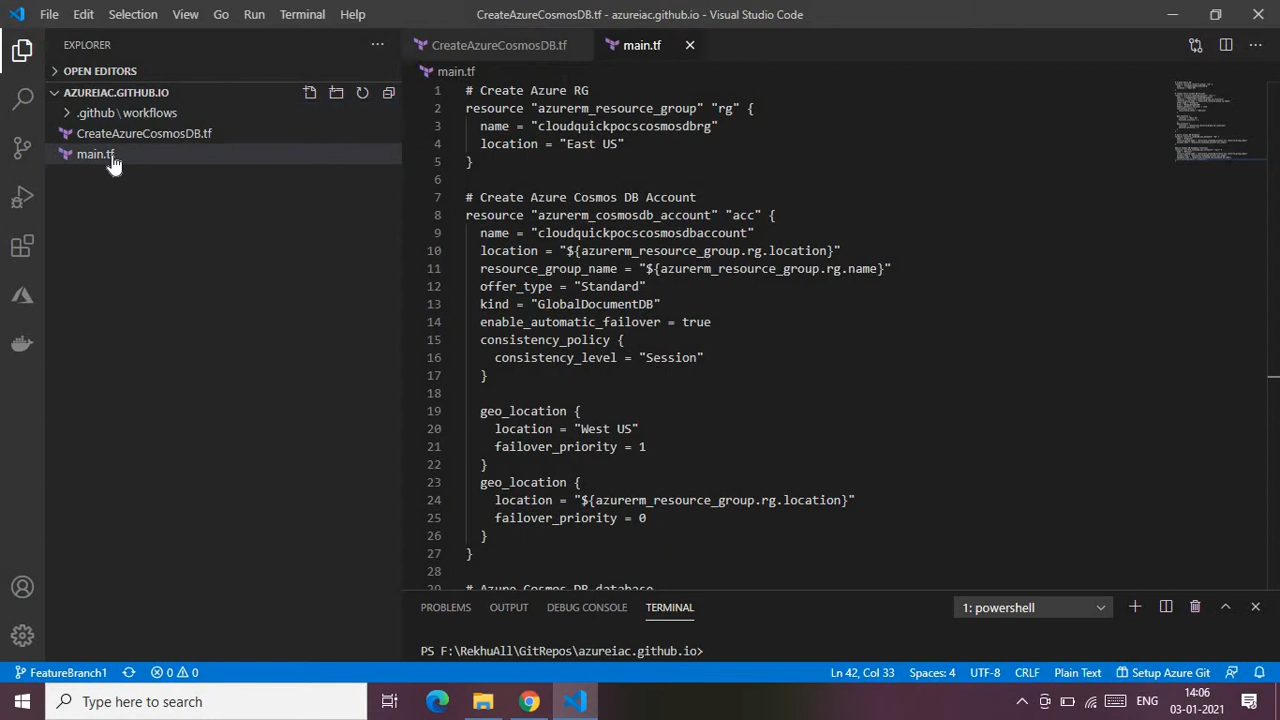 File Edit Selection View Go Run Terminal Help CreateAzureCosmosDB.tf - azureiac.github.io - Visual Studio Code
EXPLORER
CreateAzureCosmosDB.tf main.tf
OPEN EDITORS
main.tf
AZUREIAC.GITHUB.IO
.github\workflows
CreateAzureCosmosDB.tf
main.tf
1 # Create Azure RG
2 resource "azurerm_resource_group" "rg" {
3 name = "cloudquickpocscosmosdbrg"
4 location = "East US"
5 }
6
7 # Create Azure Cosmos DB Account
8 resource "azurerm_cosmosdb_account" "acc" {
9 name = "cloudquickpocscosmosdbaccount"
10 location = "${azurerm_resource_group.rg.location}"
11 resource_group_name = "${azurerm_resource_group.rg.name}"
12 offer_type = "Standard"
13 kind = "GlobalDocumentDB"
14 enable_automatic_failover = true
15 consistency_policy {
16 consistency_level = "Session"
17 }
18
19 geo_location {
20 location = "West US"
21 failover_priority = 1
22 }
23 geo_location {
24 location = "${azurerm_resource_group.rg.location}"
25 failover_priority = 0
26 }
27 }
28
29 # Azure Cosmos DB database
PROBLEMS OUTPUT DEBUG CONSOLE TERMINAL 1: powershell
PS F:\RekhuAll\GitRepos\azureiac.github.io>
FeatureBranch1 0 0 Ln 42, Col 33 Spaces: 4 UTF-8 CRLF Plain Text Setup Azure Git
Type here to search ENG 14:06
03-01-2021